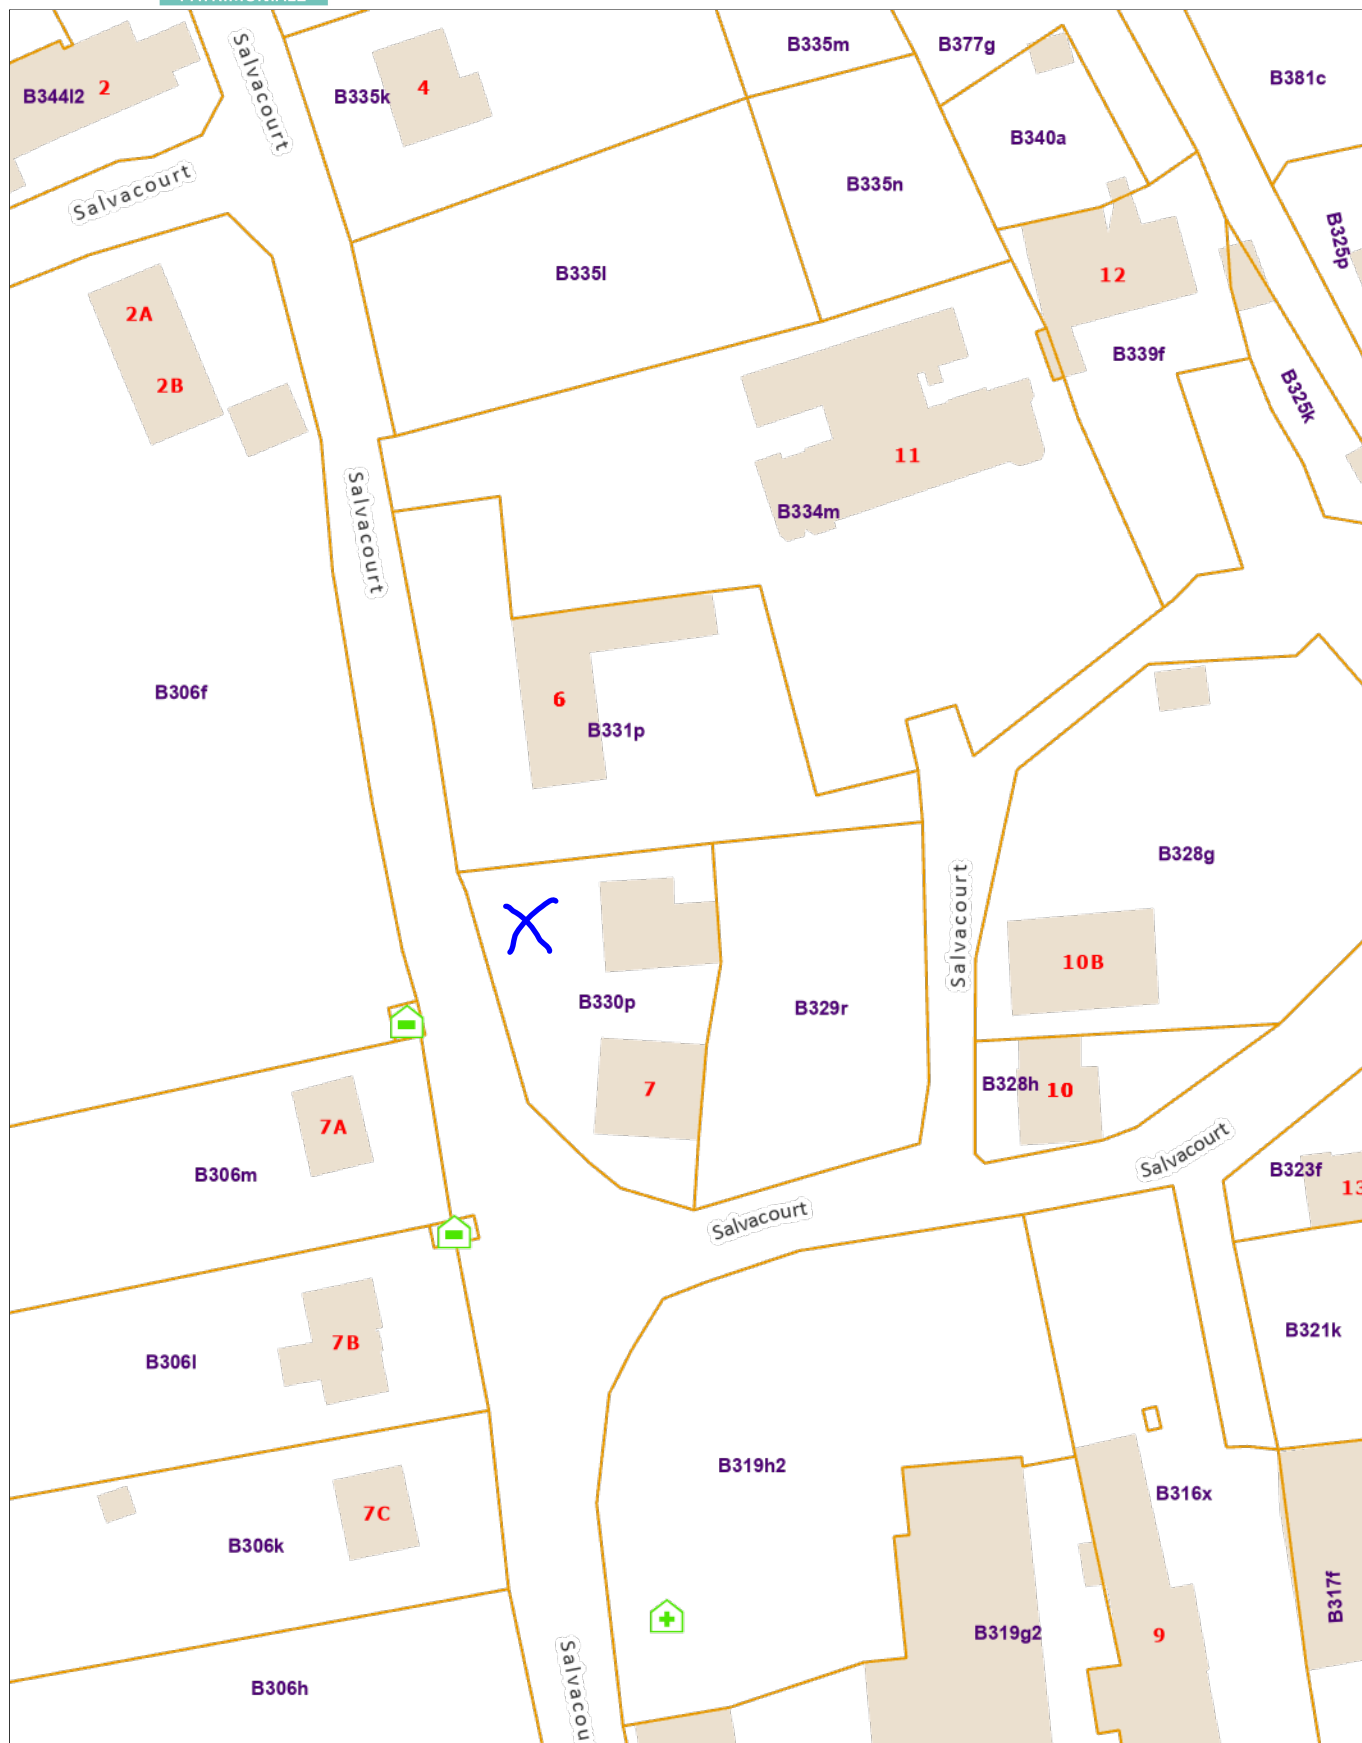 B335m
B377g
B381c
Salvacourt
B344l2
2
B335k
4
B340a
Salvacourt
B335n
B325p
B335l
12
2A
B339f
2B
B325k
11
B334m
Salvacourt
B306f
6
B331p
B328g
Salvacourt
10B
B330p
B329r
7
B328h
10
7A
Salvacourt
B306m
B323f
13
Salvacourt
7B
B306l
B321k
B319h2
B316x
7C
B306k
B317f
B319g2
9
Salvacou
B306h